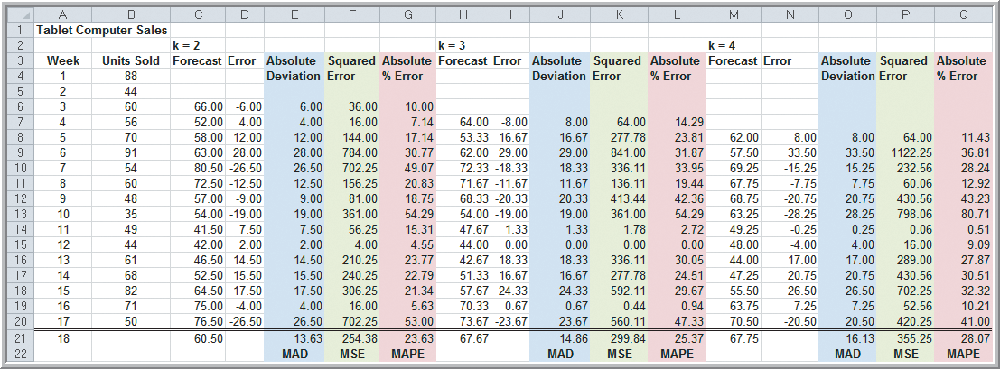 A B C D E F G H I J K L M N O P Q
1 Tablet Computer Sales
2 k = 2 k = 3 k = 4
3 Week Units Sold Forecast Error Absolute Squared Absolute Forecast Error Absolute Squared Absolute Forecast Error Absolute Squared Absolute
4 1 88 Deviation Error % Error Deviation Error % Error Deviation Error % Error
5 2 44
6 3 60 66.00 -6.00 6.00 36.00 10.00
7 4 56 52.00 4.00 4.00 16.00 7.14 64.00 -8.00 8.00 64.00 14.29
8 5 70 58.00 12.00 12.00 144.00 17.14 53.33 16.67 16.67 277.78 23.81 62.00 8.00 8.00 64.00 11.43
9 6 91 63.00 28.00 28.00 784.00 30.77 62.00 29.00 29.00 841.00 31.87 57.50 33.50 33.50 1122.25 36.81
10 7 54 80.50 -26.50 26.50 702.25 49.07 72.33 -18.33 18.33 336.11 33.95 69.25 -15.25 15.25 232.56 28.24
11 8 60 72.50 -12.50 12.50 156.25 20.83 71.67 -11.67 11.67 136.11 19.44 67.75 -7.75 7.75 60.06 12.92
12 9 48 57.00 -9.00 9.00 81.00 18.75 68.33 -20.33 20.33 413.44 42.36 68.75 -20.75 20.75 430.56 43.23
13 10 35 54.00 -19.00 19.00 361.00 54.29 54.00 -19.00 19.00 361.00 54.29 63.25 -28.25 28.25 798.06 80.71
14 11 49 41.50 7.50 7.50 56.25 15.31 47.67 1.33 1.33 1.78 2.72 49.25 -0.25 0.25 0.06 0.51
15 12 44 42.00 2.00 2.00 4.00 4.55 44.00 0.00 0.00 0.00 0.00 48.00 -4.00 4.00 16.00 9.09
16 13 61 46.50 14.50 14.50 210.25 23.77 42.67 18.33 18.33 336.11 30.05 44.00 17.00 17.00 289.00 27.87
17 14 68 52.50 15.50 15.50 240.25 22.79 51.33 16.67 16.67 277.78 24.51 47.25 20.75 20.75 430.56 30.51
18 15 82 64.50 17.50 17.50 306.25 21.34 57.67 24.33 24.33 592.11 29.67 55.50 26.50 26.50 702.25 32.32
19 16 71 75.00 -4.00 4.00 16.00 5.63 70.33 0.67 0.67 0.44 0.94 63.75 7.25 7.25 52.56 10.21
20 17 50 76.50 -26.50 26.50 702.25 53.00 73.67 -23.67 23.67 560.11 47.33 70.50 -20.50 20.50 420.25 41.00
21 18 60.50 13.63 254.38 23.63 67.67 14.86 299.84 25.37 67.75 16.13 355.25 28.07
22 MAD MSE MAPE MAD MSE MAPE MAD MSE MAPE